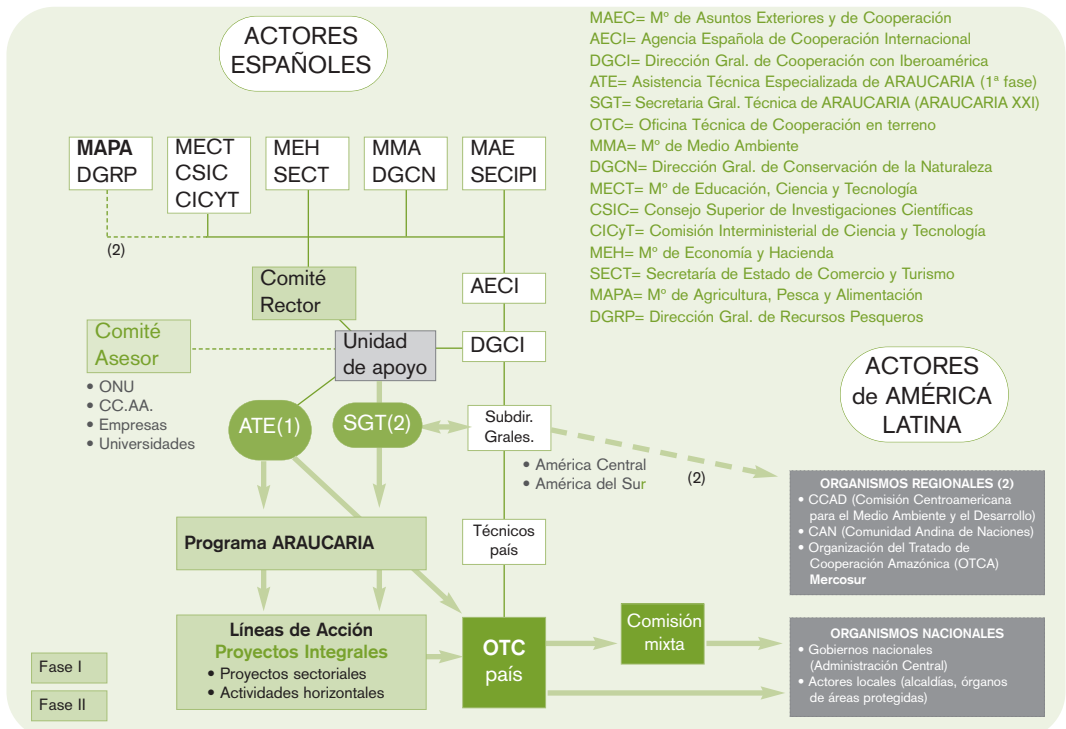 ACTORES
ESPAÑOLES
MAEC= Mº de Asuntos Exteriores y de Cooperación
AECI= Agencia Española de Cooperación Internacional
DGCI= Dirección Gral. de Cooperación con Iberoamérica
ATE= Asistencia Técnica Especializada de ARAUCARIA (1ª fase)
SGT= Secretaria Gral. Técnica de ARAUCARIA (ARAUCARIA XXI)
OTC= Oficina Técnica de Cooperación en terreno
MMA= Mº de Medio Ambiente
DGCN= Dirección Gral. de Conservación de la Naturaleza
MECT= Mº de Educación, Ciencia y Tecnología
CSIC= Consejo Superior de Investigaciones Científicas
CICyT= Comisión Interministerial de Ciencia y Tecnología
MEH= Mº de Economía y Hacienda
SECT= Secretaría de Estado de Comercio y Turismo
MAPA= Mº de Agricultura, Pesca y Alimentación
DGRP= Dirección Gral. de Recursos Pesqueros
MAPA
DGRP
MECT
CSIC
CICYT
MEH
SECT
MMA
DGCN
MAE
SECIPI
(2)
Comité
Rector
AECI
Comité
Asesor
• ONU
• CC.AA.
• Empresas
• Universidades
Unidad
de apoyo
DGCI
ACTORES
de AMÉRICA
LATINA
ATE(1)
SGT(2)
Subdir.
Grales.
• América Central
• América del Sur
(2)
ORGANISMOS REGIONALES (2)
• CCAD (Comisión Centroamericana
para el Medio Ambiente y el Desarrollo)
• CAN (Comunidad Andina de Naciones)
• Organización del Tratado de
Cooperación Amazónica (OTCA)
Mercosur
Programa ARAUCARIA
Técnicos
país
Líneas de Acción
Proyectos Integrales
• Proyectos sectoriales
• Actividades horizontales
OTC
país
Comisión
mixta
ORGANISMOS NACIONALES
• Gobiernos nacionales
(Administración Central)
• Actores locales (alcaldías, órganos
de áreas protegidas)
Fase I
Fase II